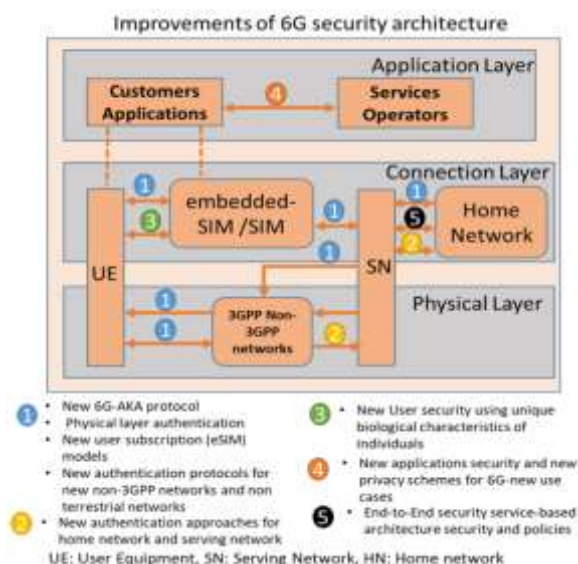 Improvements of 6G security architecture
Application Layer
Customers
Applications
4
Services
Operators
Connection Layer
1
3
embedded-
SIM /SIM
1
1
5
2
Home
Network
UE
SN
1
Physical Layer
1
1
3GPP Non-
3GPP
networks
2
1
• New 6G-AKA protocol
• Physical layer authentication
• New user subscription (eSIM)
models
• New authentication protocols for
new non-3GPP networks and non
terrestrial networks
2
• New authentication approaches for
home network and serving network
3
• New User security using unique
biological characteristics of
individuals
4
• New applications security and new
privacy schemes for 6G-new use
cases
5
• End-to-End security service-based
architecture security and policies
UE: User Equipment, SN: Serving Network, HN: Home network